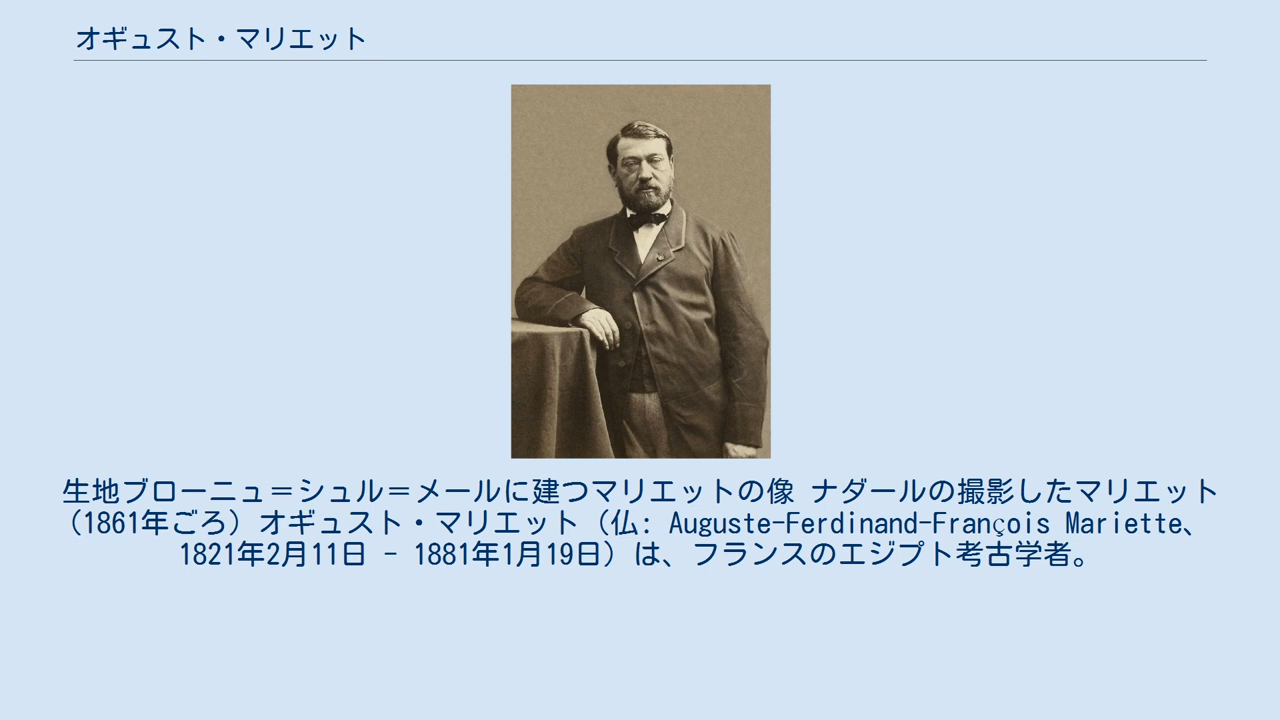 オギュスト・マリエット
生地ブローニュ＝シュル＝メールに建つマリエットの像 ナダールの撮影したマリエット
（1861年ごろ）オギュスト・マリエット（仏: Auguste-Ferdinand-François Mariette、
1821年2月11日 - 1881年1月19日）は、フランスのエジプト考古学者。